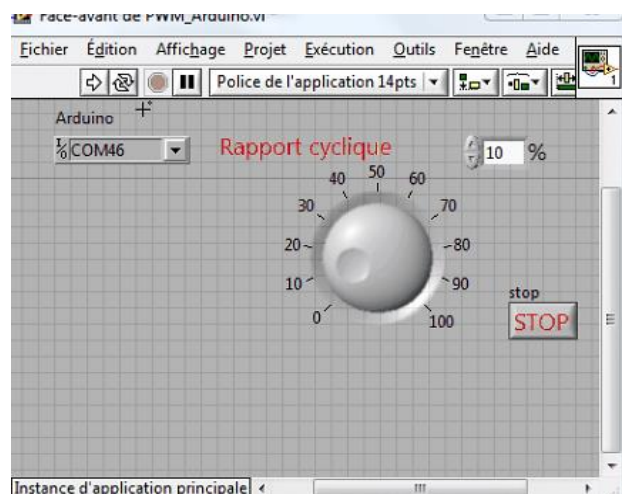 Face-avant de PWM_Arduino.vi
Fichier Édition Affichage Projet Exécution Outils Fenêtre Aide
Police de l'application 14pts
1
Arduino
COM46
Rapport cyclique
10 %
0 10 20 30 40 50 60 70 80 90 100
stop
STOP
Instance d'application principale